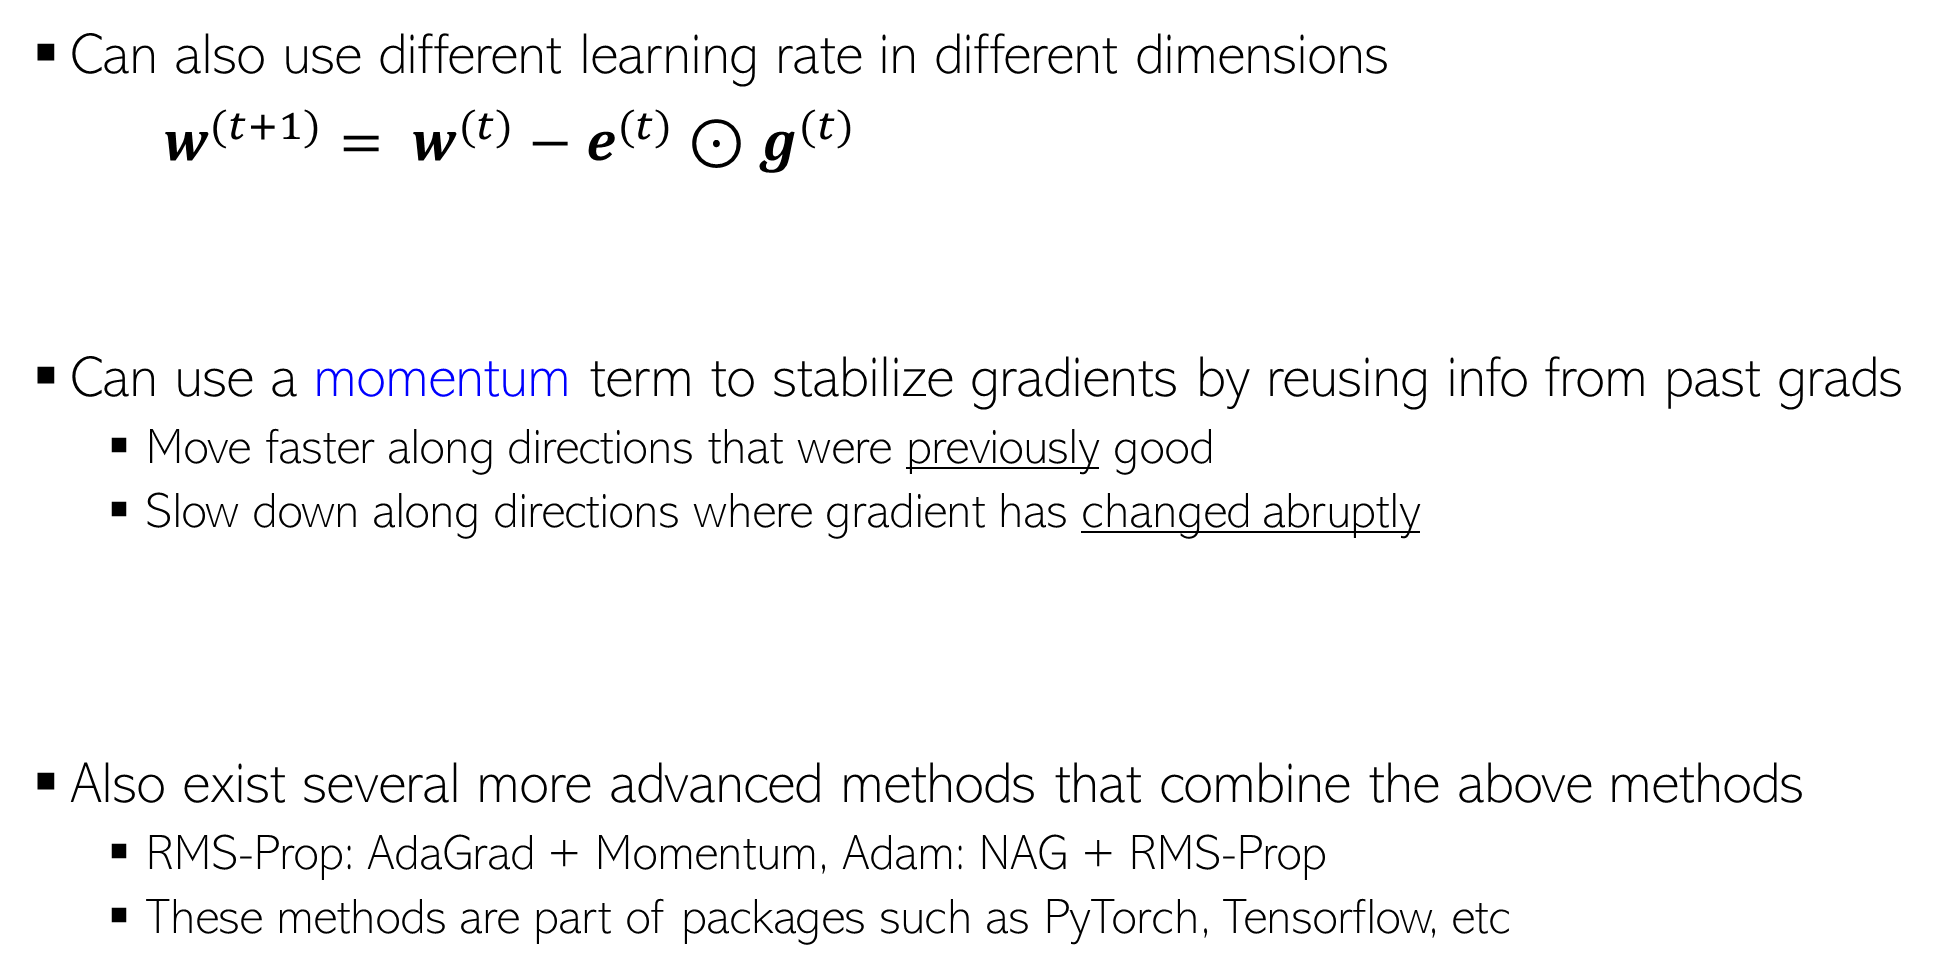 ▪ Can also use different learning rate in different dimensions
w^(t+1) = w^(t) − e^(t) ⊙ g^(t)
▪ Can use a momentum term to stabilize gradients by reusing info from past grads
▪ Move faster along directions that were previously good
▪ Slow down along directions where gradient has changed abruptly
▪ Also exist several more advanced methods that combine the above methods
▪ RMS-Prop: AdaGrad + Momentum, Adam: NAG + RMS-Prop
▪ These methods are part of packages such as PyTorch, Tensorflow, etc